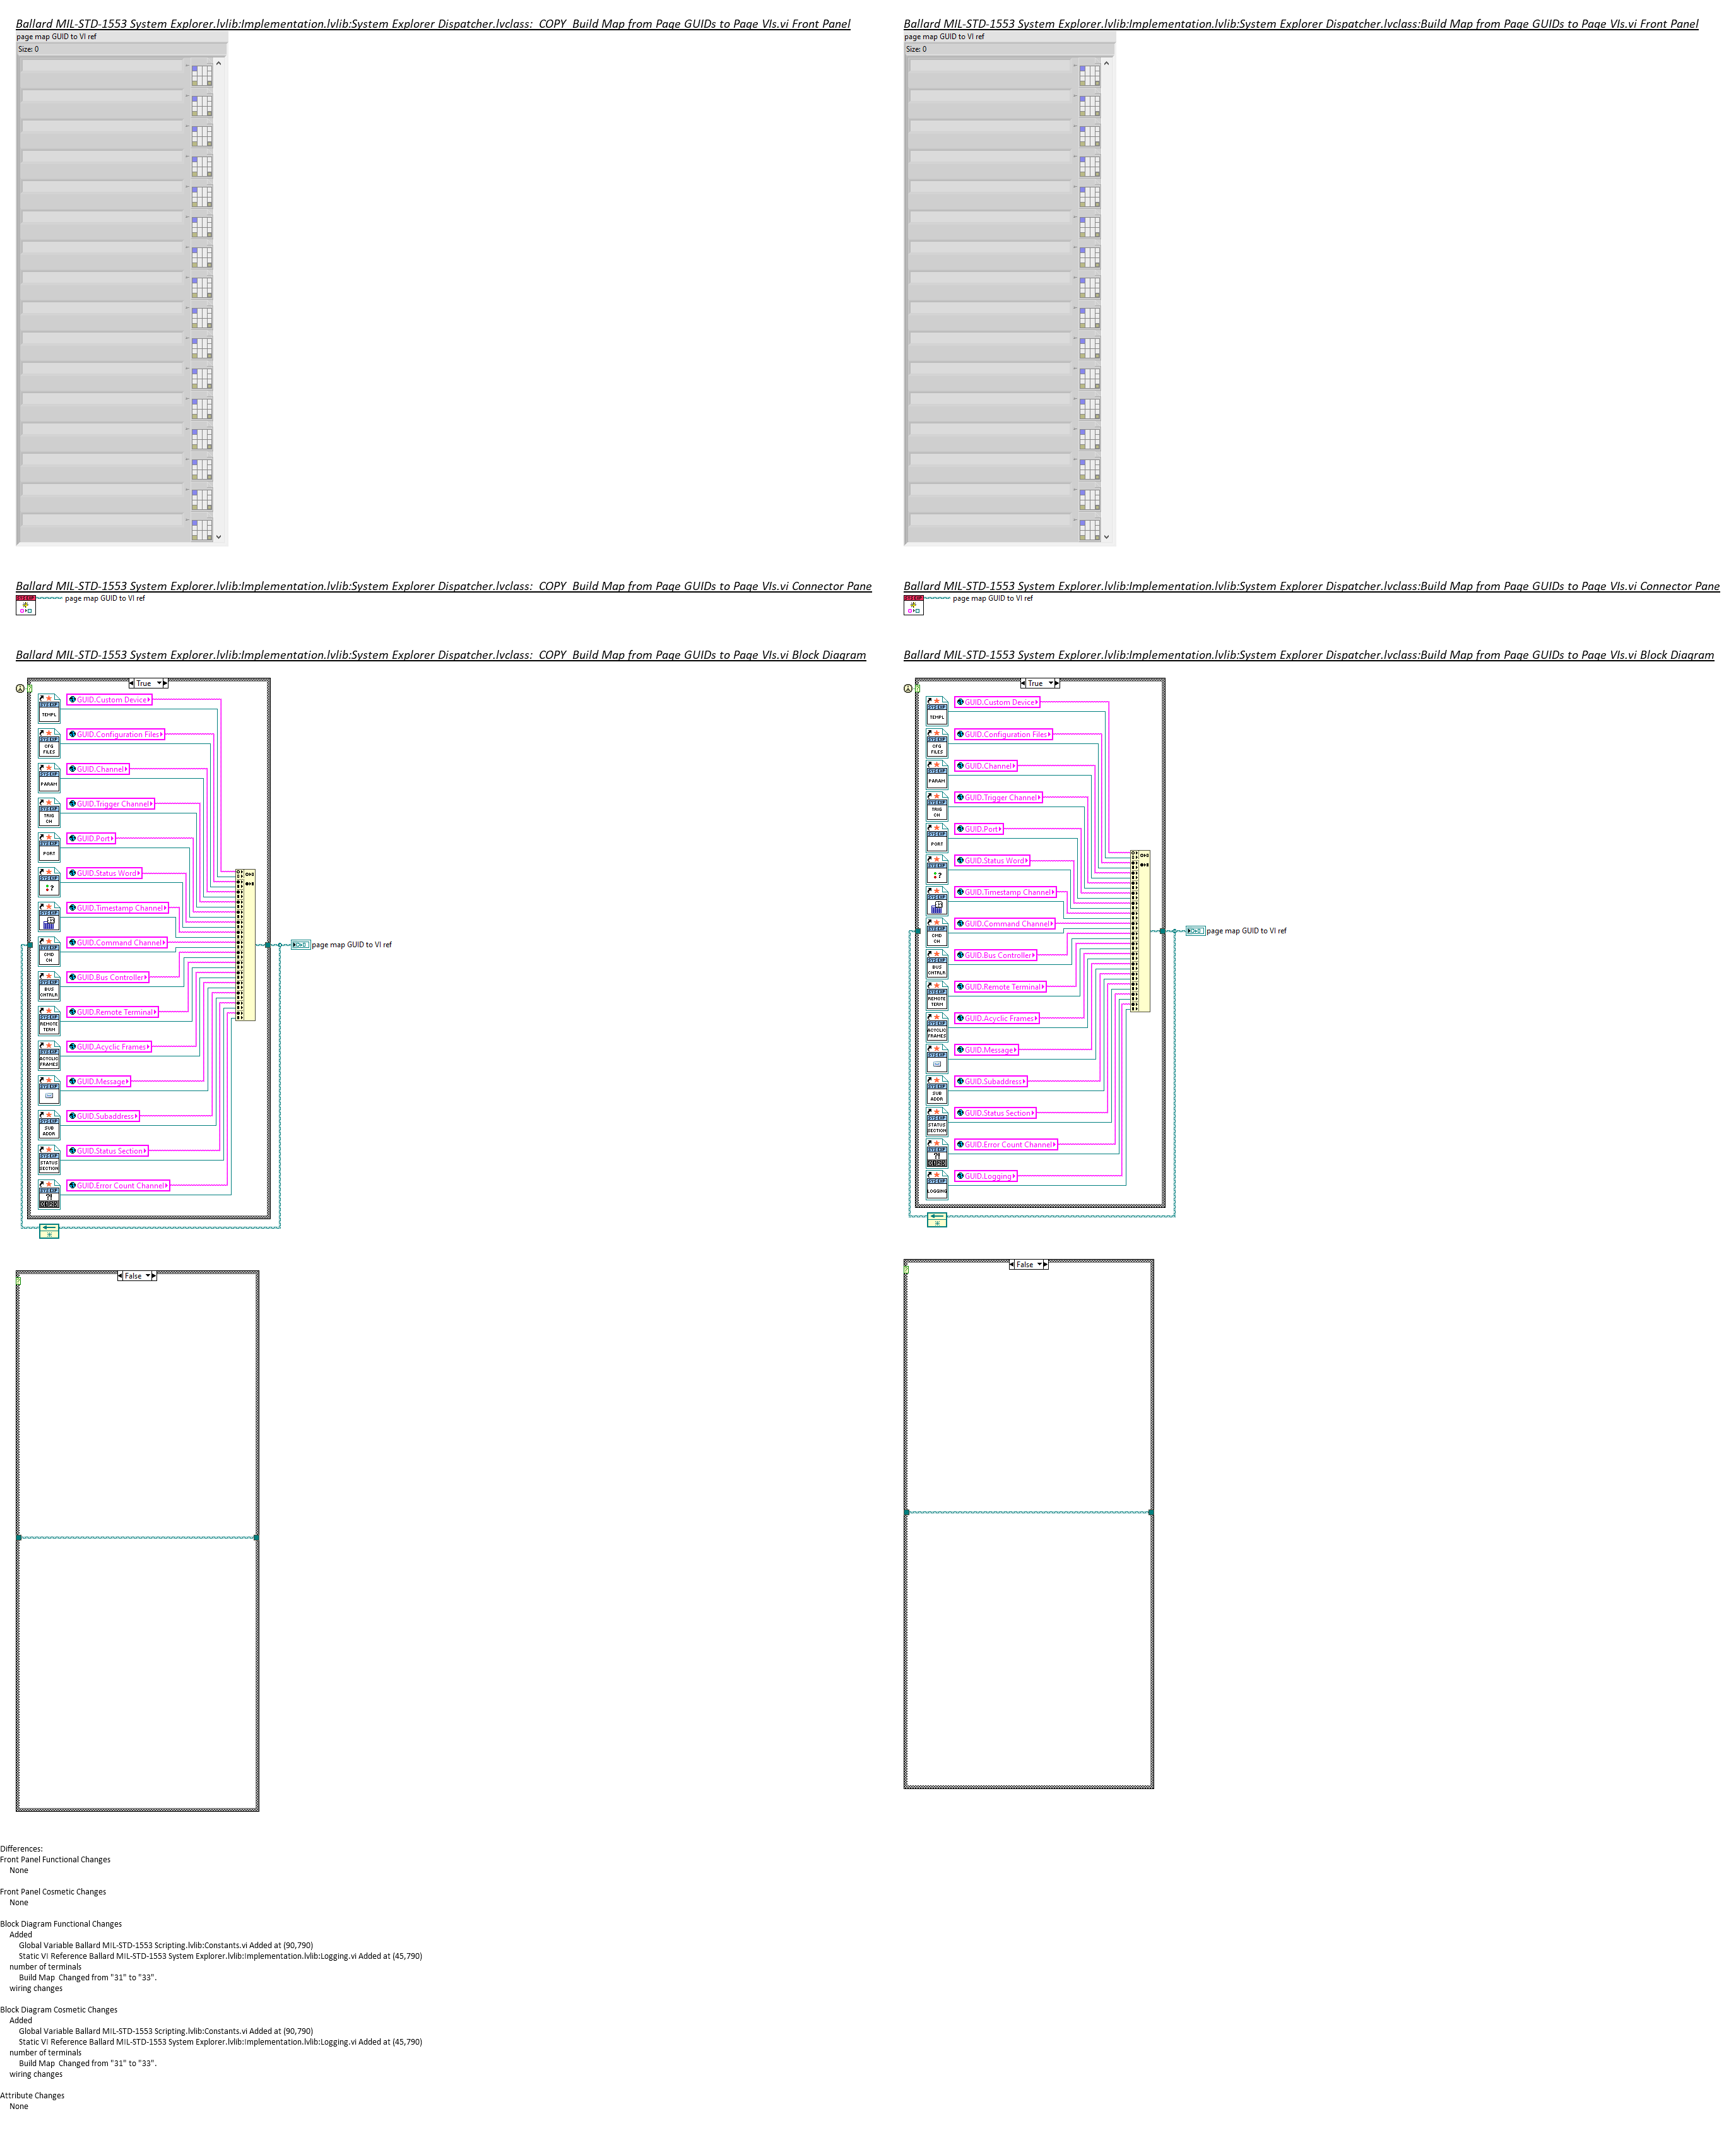 Ballard MIL-STD-1553 System Explorer.lvlib:Implementation.lvlib:System Explorer Dispatcher.lvclass:  COPY  Build Map from Page GUIDs to Page VIs.vi Front Panel
page map GUID to VI ref
Size: 0
Ballard MIL-STD-1553 System Explorer.lvlib:Implementation.lvlib:System Explorer Dispatcher.lvclass:  COPY  Build Map from Page GUIDs to Page VIs.vi Connector Pane
page map GUID to VI ref
Ballard MIL-STD-1553 System Explorer.lvlib:Implementation.lvlib:System Explorer Dispatcher.lvclass:  COPY  Build Map from Page GUIDs to Page VIs.vi Block Diagram
True
GUID.Custom Device
TEMPL
GUID.Configuration Files
CFG
FILES
GUID.Channel
PARAM
GUID.Trigger Channel
TRIG
CH
GUID.Port
PORT
GUID.Status Word
GUID.Timestamp Channel
GUID.Command Channel
CMD
CH
page map GUID to VI ref
GUID.Bus Controller
BUS
CNTRLR
GUID.Remote Terminal
REMOTE
TERM
GUID.Acyclic Frames
ACYCLIC
FRAMES
GUID.Message
GUID.Subaddress
SUB
ADDR
GUID.Status Section
STATUS
SECTION
GUID.Error Count Channel
False
Ballard MIL-STD-1553 System Explorer.lvlib:Implementation.lvlib:System Explorer Dispatcher.lvclass:Build Map from Page GUIDs to Page VIs.vi Front Panel
page map GUID to VI ref
Size: 0
Ballard MIL-STD-1553 System Explorer.lvlib:Implementation.lvlib:System Explorer Dispatcher.lvclass:Build Map from Page GUIDs to Page VIs.vi Connector Pane
page map GUID to VI ref
Ballard MIL-STD-1553 System Explorer.lvlib:Implementation.lvlib:System Explorer Dispatcher.lvclass:Build Map from Page GUIDs to Page VIs.vi Block Diagram
True
GUID.Custom Device
TEMPL
GUID.Configuration Files
CFG
FILES
GUID.Channel
PARAM
GUID.Trigger Channel
TRIG
CH
GUID.Port
PORT
GUID.Status Word
GUID.Timestamp Channel
GUID.Command Channel
CMD
CH
page map GUID to VI ref
GUID.Bus Controller
BUS
CNTRLR
GUID.Remote Terminal
REMOTE
TERM
GUID.Acyclic Frames
ACYCLIC
FRAMES
GUID.Message
GUID.Subaddress
SUB
ADDR
GUID.Status Section
STATUS
SECTION
GUID.Error Count Channel
GUID.Logging
LOGGING
False
Differences:
Front Panel Functional Changes
None
Front Panel Cosmetic Changes
None
Block Diagram Functional Changes
Added
Global Variable Ballard MIL-STD-1553 Scripting.lvlib:Constants.vi Added at (90,790)
Static VI Reference Ballard MIL-STD-1553 System Explorer.lvlib:Implementation.lvlib:Logging.vi Added at (45,790)
number of terminals
Build Map  Changed from "31" to "33".
wiring changes
Block Diagram Cosmetic Changes
Added
Global Variable Ballard MIL-STD-1553 Scripting.lvlib:Constants.vi Added at (90,790)
Static VI Reference Ballard MIL-STD-1553 System Explorer.lvlib:Implementation.lvlib:Logging.vi Added at (45,790)
number of terminals
Build Map  Changed from "31" to "33".
wiring changes
Attribute Changes
None